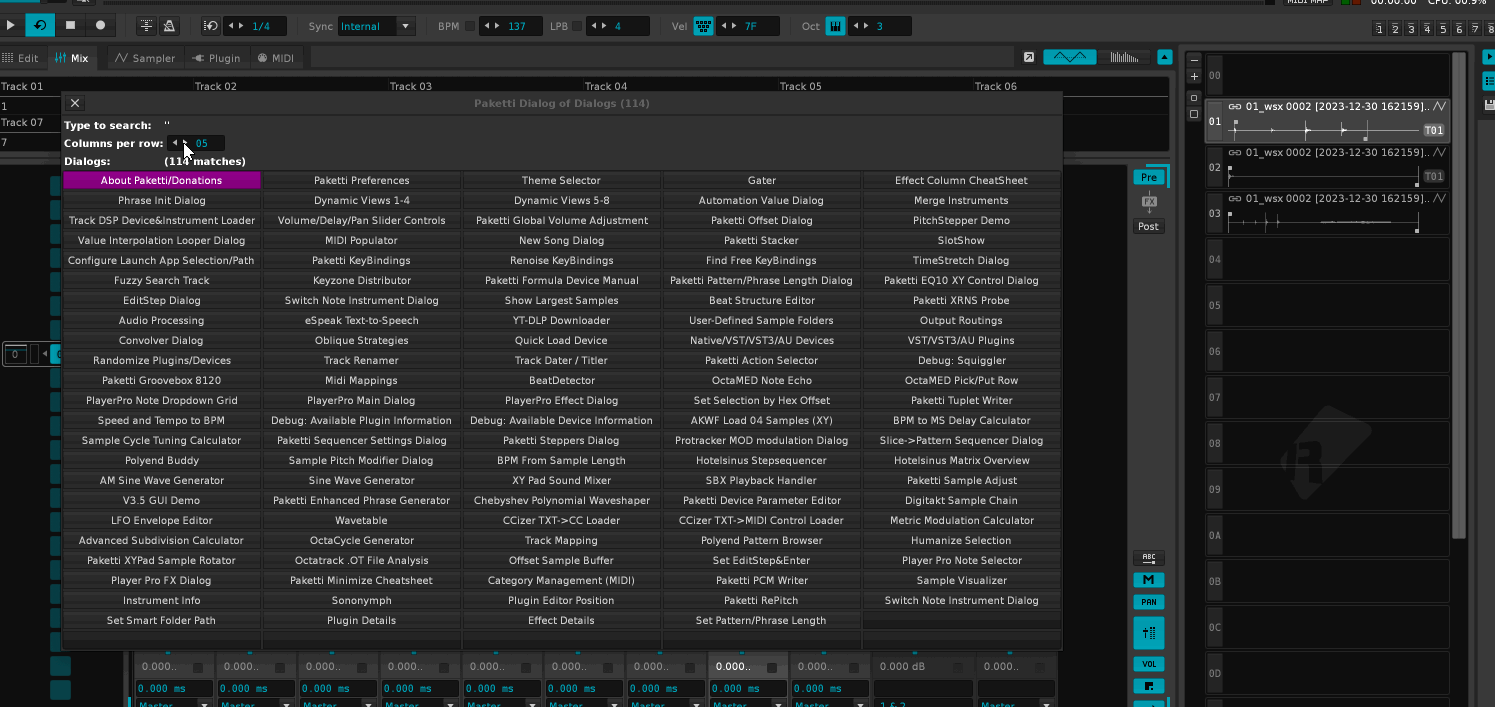 MIDI MAP 00:00:00 CPU: 00.9%
1/4 Sync Internal BPM 137 LPB 4 Vel 7F Oct 3
1 2 3 4 5 6 7 8
Edit Mix Sampler Plugin MIDI
Track 01 Track 02 Track 03 Track 04 Track 05 Track 06
1
Track 07
7
Paketti Dialog of Dialogs (114)
Type to search: ''
Columns per row: 05
Dialogs: (114 matches)
About Paketti/Donations Paketti Preferences Theme Selector Gater Effect Column CheatSheet
Phrase Init Dialog Dynamic Views 1-4 Dynamic Views 5-8 Automation Value Dialog Merge Instruments
Track DSP Device&Instrument Loader Volume/Delay/Pan Slider Controls Paketti Global Volume Adjustment Paketti Offset Dialog PitchStepper Demo
Value Interpolation Looper Dialog MIDI Populator New Song Dialog Paketti Stacker SlotShow
Configure Launch App Selection/Path Paketti KeyBindings Renoise KeyBindings Find Free KeyBindings TimeStretch Dialog
Fuzzy Search Track Keyzone Distributor Paketti Formula Device Manual Paketti Pattern/Phrase Length Dialog Paketti EQ10 XY Control Dialog
EditStep Dialog Switch Note Instrument Dialog Show Largest Samples Beat Structure Editor Paketti XRNS Probe
Audio Processing eSpeak Text-to-Speech YT-DLP Downloader User-Defined Sample Folders Output Routings
Convolver Dialog Oblique Strategies Quick Load Device Native/VST/VST3/AU Devices VST/VST3/AU Plugins
Randomize Plugins/Devices Track Renamer Track Dater / Titler Paketti Action Selector Debug: Squiggler
Paketti Groovebox 8120 Midi Mappings BeatDetector OctaMED Note Echo OctaMED Pick/Put Row
PlayerPro Note Dropdown Grid PlayerPro Main Dialog PlayerPro Effect Dialog Set Selection by Hex Offset Paketti Tuplet Writer
Speed and Tempo to BPM Debug: Available Plugin Information Debug: Available Device Information AKWF Load 04 Samples (XY) BPM to MS Delay Calculator
Sample Cycle Tuning Calculator Paketti Sequencer Settings Dialog Paketti Steppers Dialog Protracker MOD modulation Dialog Slice->Pattern Sequencer Dialog
Polyend Buddy Sample Pitch Modifier Dialog BPM From Sample Length Hotelsinus Stepsequencer Hotelsinus Matrix Overview
AM Sine Wave Generator Sine Wave Generator XY Pad Sound Mixer SBX Playback Handler Paketti Sample Adjust
V3.5 GUI Demo Paketti Enhanced Phrase Generator Chebyshev Polynomial Waveshaper Paketti Device Parameter Editor Digitakt Sample Chain
LFO Envelope Editor Wavetable CCizer TXT->CC Loader CCizer TXT->MIDI Control Loader Metric Modulation Calculator
Advanced Subdivision Calculator OctaCycle Generator Track Mapping Polyend Pattern Browser Humanize Selection
Paketti XYPad Sample Rotator Octatrack .OT File Analysis Offset Sample Buffer Set EditStep&Enter Player Pro Note Selector
Player Pro FX Dialog Paketti Minimize Cheatsheet Category Management (MIDI) Paketti PCM Writer Sample Visualizer
Instrument Info Sononymph Plugin Editor Position Paketti RePitch Switch Note Instrument Dialog
Set Smart Folder Path Plugin Details Effect Details Set Pattern/Phrase Length
0
0.000.. 0.000.. 0.000.. 0.000.. 0.000.. 0.000.. 0.000.. 0.000.. 0.000.. 0.000 dB 0.000..
0.000 ms 0.000 ms 0.000 ms 0.000 ms 0.000 ms 0.000 ms 0.000 ms 0.000 ms 0.000 ms
Master Master Master Master Master Master Master Master Master 1 & 2 Master
Pre
FX
Post
ABC
M
PAN
VOL
00
01 01_wsx 0002 [2023-12-30 162159].. T01
02 01_wsx 0002 [2023-12-30 162159].. T01
03 01_wsx 0002 [2023-12-30 162159]..
04
05
06
07
08
09
0A
0B
0C
0D